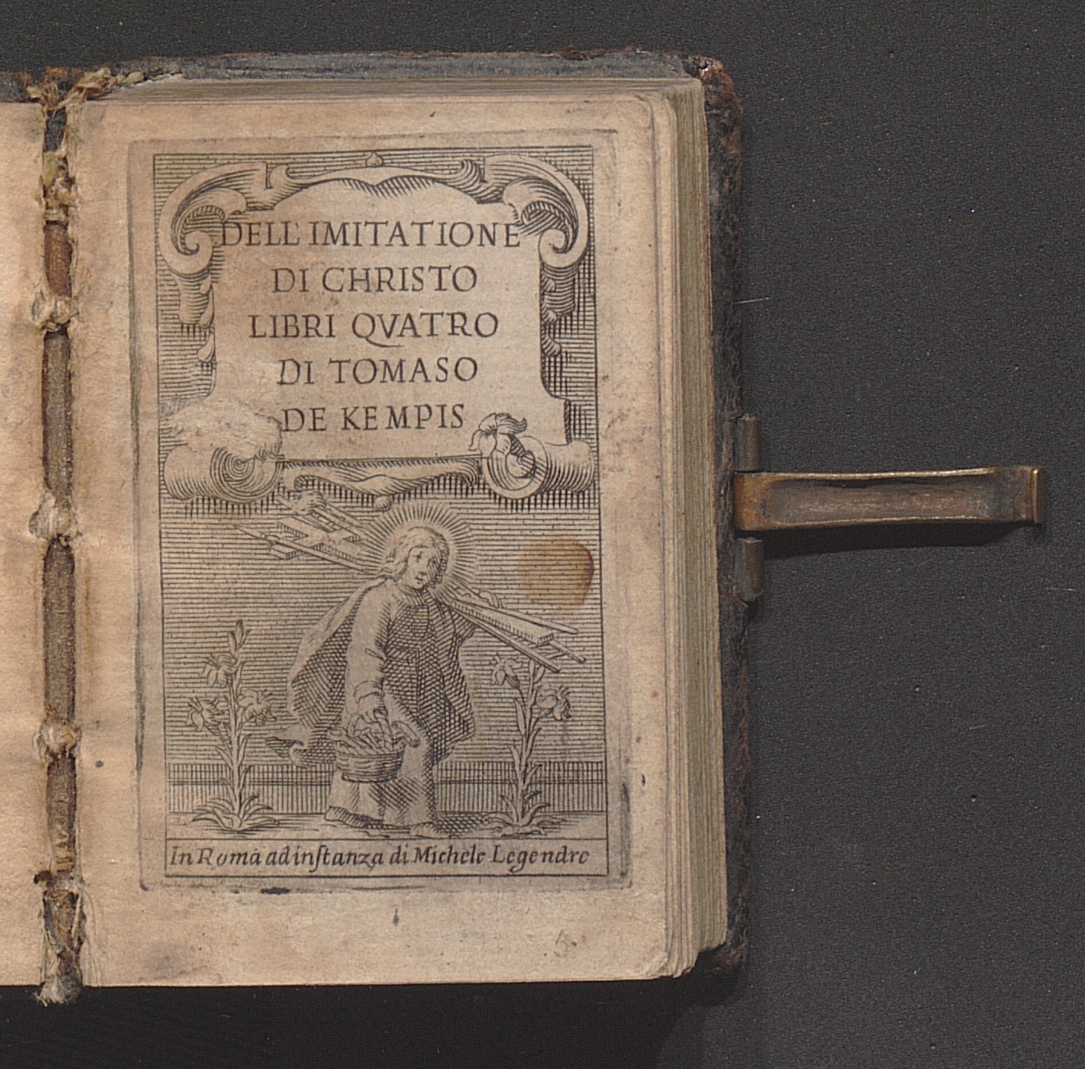 DELL' IMITATIONE
DI CHRISTO
LIBRI QVATRO
DI TOMASO
DE KEMPIS
In Roma ad inſtanza di Michele Legendre